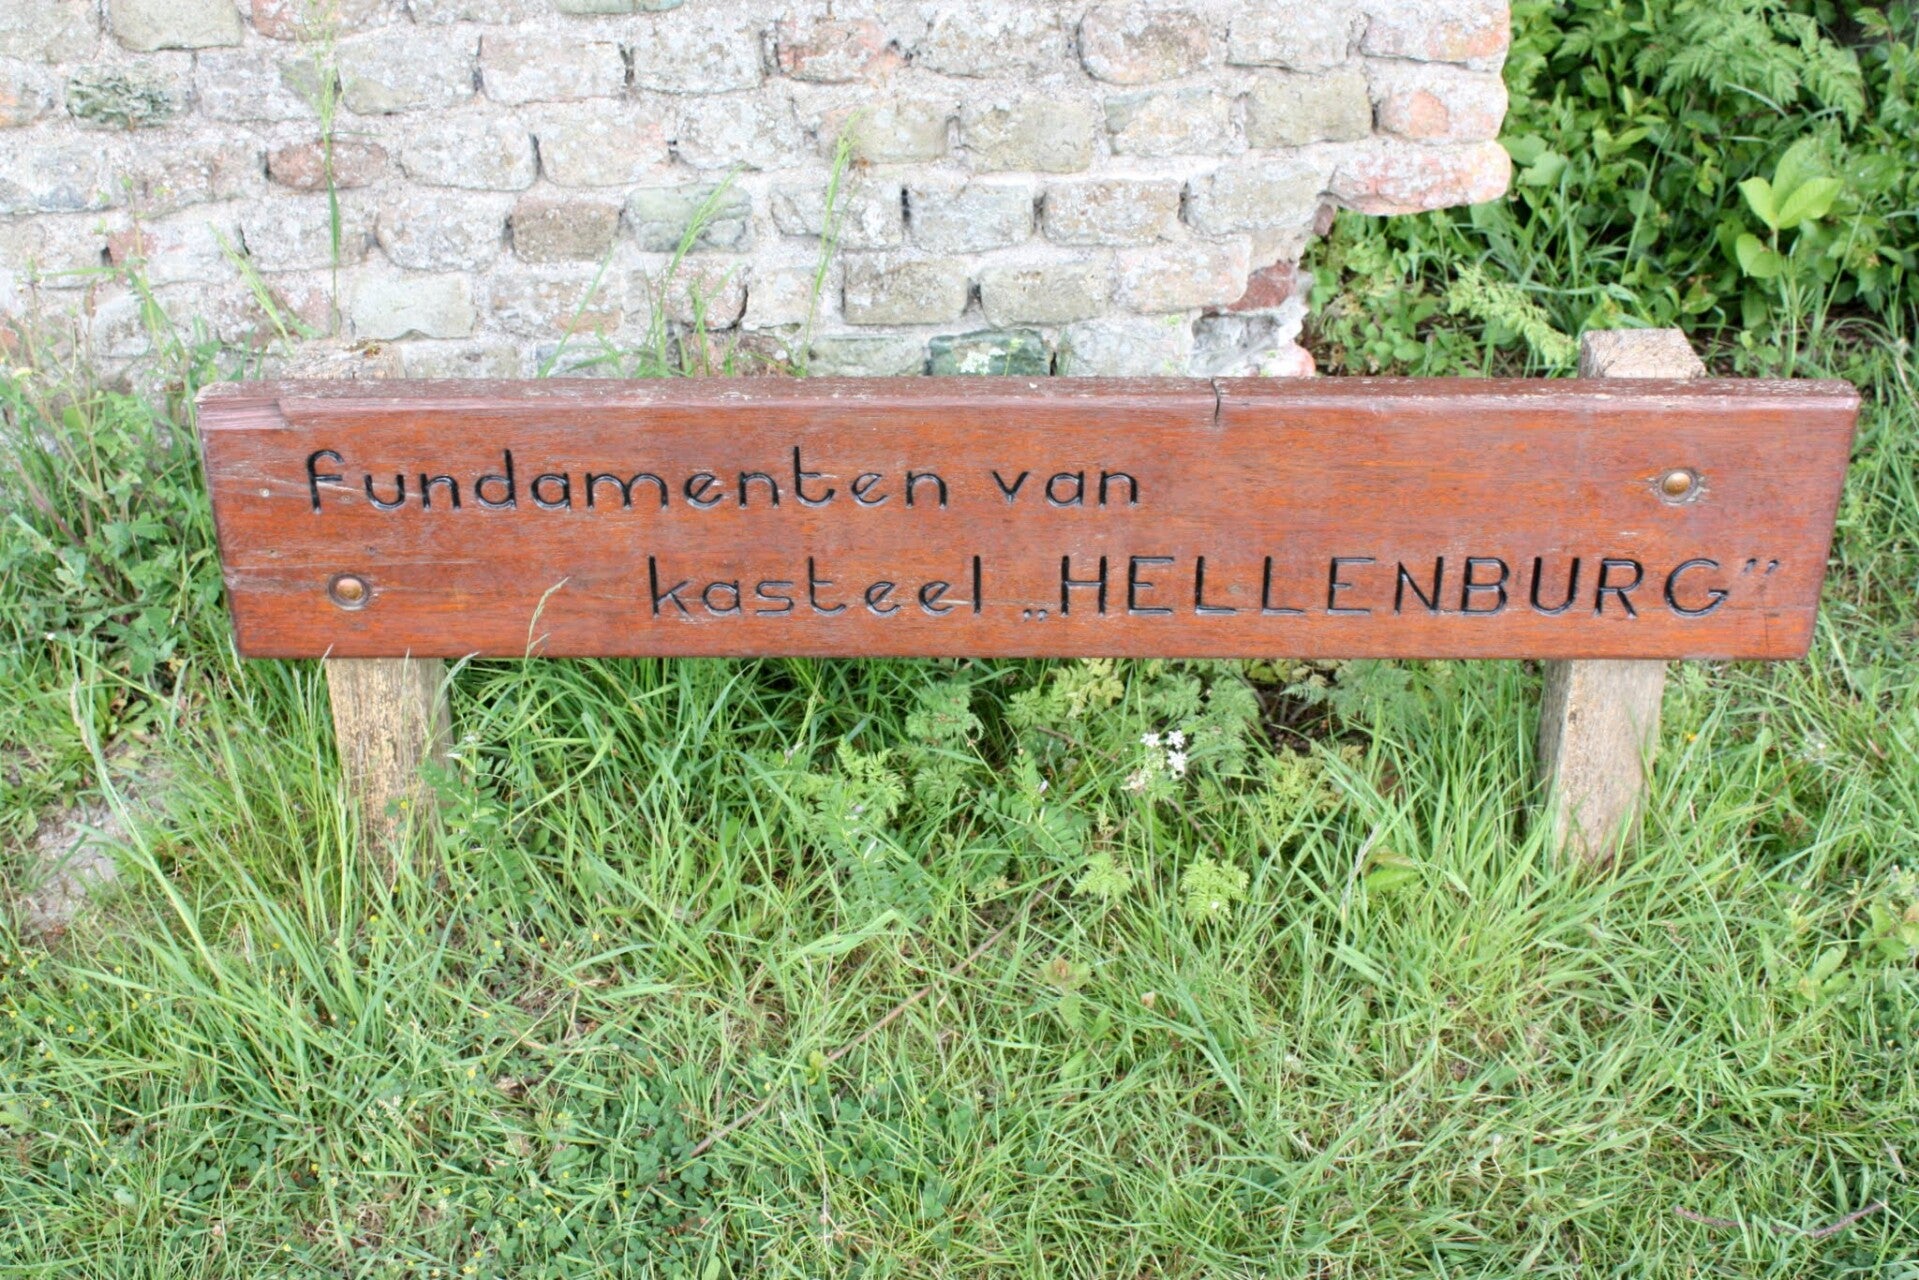 fundamenten van
kasteel „HELLENBURG”